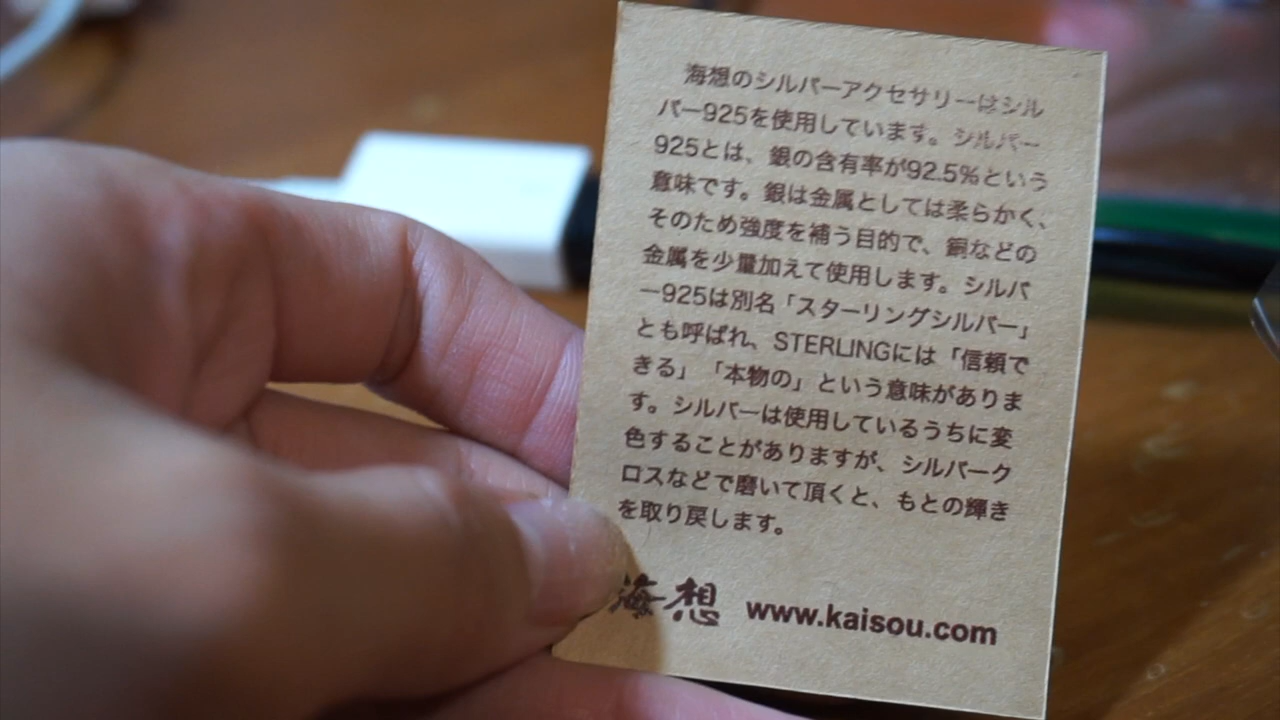 海想のシルバーアクセサリーはシル
バー925を使用しています。シルバー
925とは、銀の含有率が92.5%という
意味です。銀は金属としては柔らかく、
そのため強度を補う目的で、銅などの
金属を少量加えて使用します。シルバ
ー925は別名「スターリングシルバー」
とも呼ばれ、STERLINGには「信頼で
きる」「本物の」という意味がありま
す。シルバーは使用しているうちに変
色することがありますが、シルバーク
ロスなどで磨いて頂くと、もとの輝き
を取り戻します。
海想 www.kaisou.com